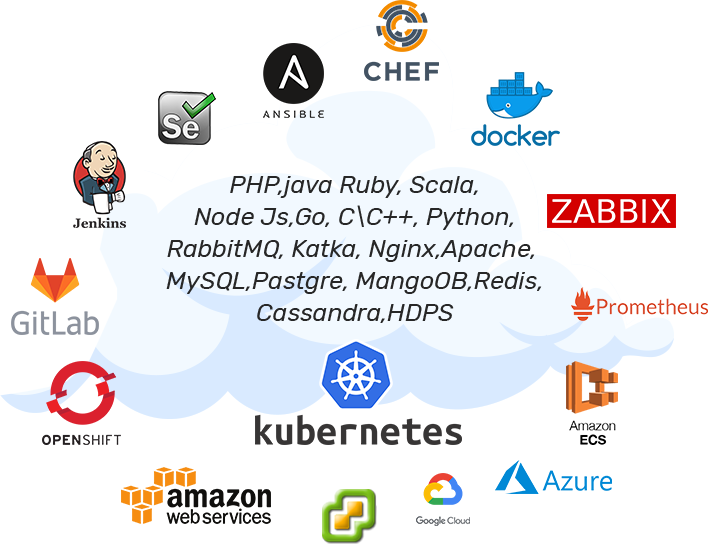 CHEF
ANSIBLE
Se
docker
Jenkins
PHP,java Ruby, Scala,
Node Js,Go, C\C++, Python,
RabbitMQ, Katka, Nginx,Apache,
MySQL,Pastgre, MangoOB,Redis,
Cassandra,HDPS
ZABBIX
GitLab
Prometheus
OPENSHIFT
kubernetes
Amazon
ECS
amazon
web services
Google Cloud
Azure